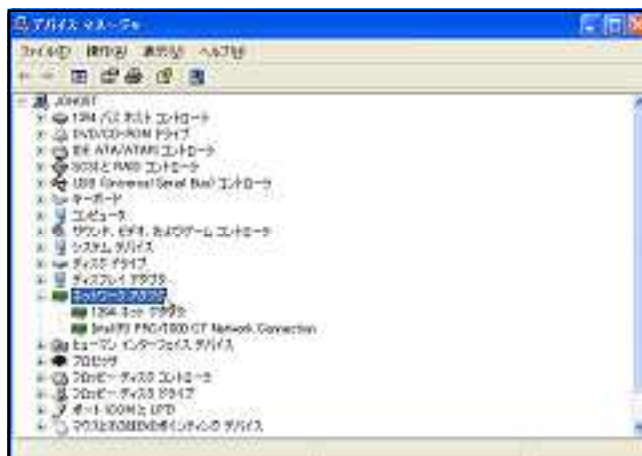 デバイス マネージャ
ファイル(F) 操作(A) 表示(V) ヘルプ(H)
1394 バス ホスト コントローラ
DVD/CD-ROM ドライブ
IDE ATA/ATAPI コントローラ
SCSI と RAID コントローラ
USB (Universal Serial Bus) コントローラ
キーボード
コンピュータ
サウンド、ビデオ、およびゲーム コントローラ
システム デバイス
ディスク ドライブ
ディスプレイ アダプタ
ネットワーク アダプタ
1394 ネット アダプタ
Intel(R) PRO/1000 CT Network Connection
ヒューマン インターフェイス デバイス
プロセッサ
フロッピー ディスク コントローラ
フロッピー ディスク ドライブ
ポート (COM と LPT)
マウスとそのほかのポインティング デバイス